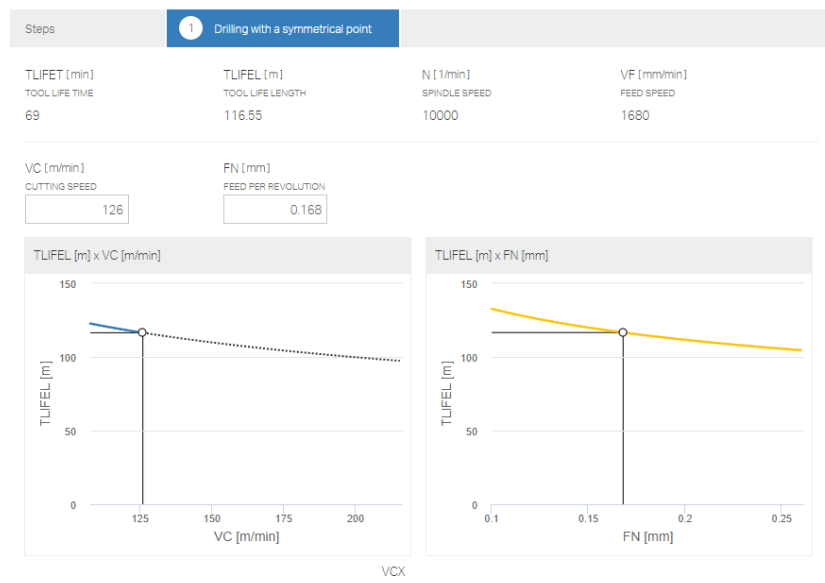 Steps 1 Drilling with a symmetrical point
TLIFET [min] TLIFEL [m] N [1/min] VF [mm/min]
TOOL LIFE TIME TOOL LIFE LENGTH SPINDLE SPEED FEED SPEED
69 116.55 10000 1680
VC [m/min] FN [mm]
CUTTING SPEED FEED PER REVOLUTION
126 0.168
TLIFEL [m] x VC [m/min]
150
100
50
0
TLIFEL [m]
125 150 175 200
VC [m/min]
TLIFEL [m] x FN [mm]
150
100
50
0
TLIFEL [m]
0.1 0.15 0.2 0.25
FN [mm]
VCX